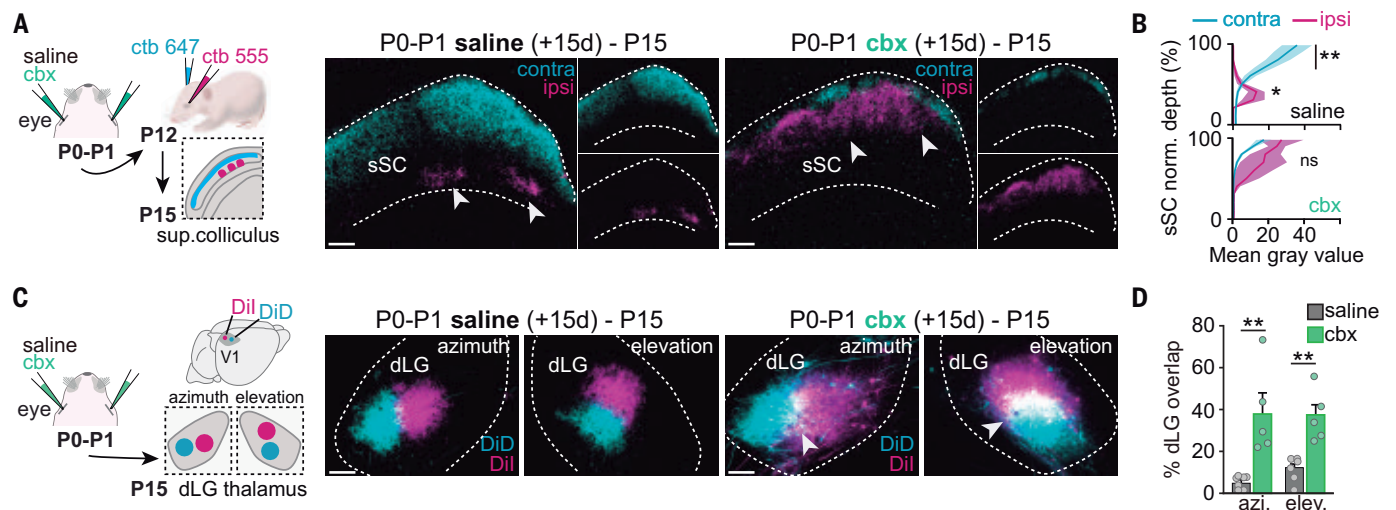 A
saline
cbx
eye
P0-P1
ctb 647
ctb 555
P12
P15
sup.colliculus
P0-P1 saline (+15d) - P15
contra
ipsi
sSC
P0-P1 cbx (+15d) - P15
contra
ipsi
sSC
B
contra ipsi
sSC norm. depth (%)
100
**
*
0
saline
100
ns
cbx
0
0 20 40 60
Mean gray value
C
saline
cbx
eye
P0-P1
DiI
DiD
V1
azimuth elevation
P15 dLG thalamus
P0-P1 saline (+15d) - P15
azimuth
dLG
DiD
DiI
elevation
dLG
P0-P1 cbx (+15d) - P15
azimuth
dLG
DiD
DiI
elevation
dLG
D
saline
cbx
% dLG overlap
80
60
40
20
0
**
**
azi. elev.